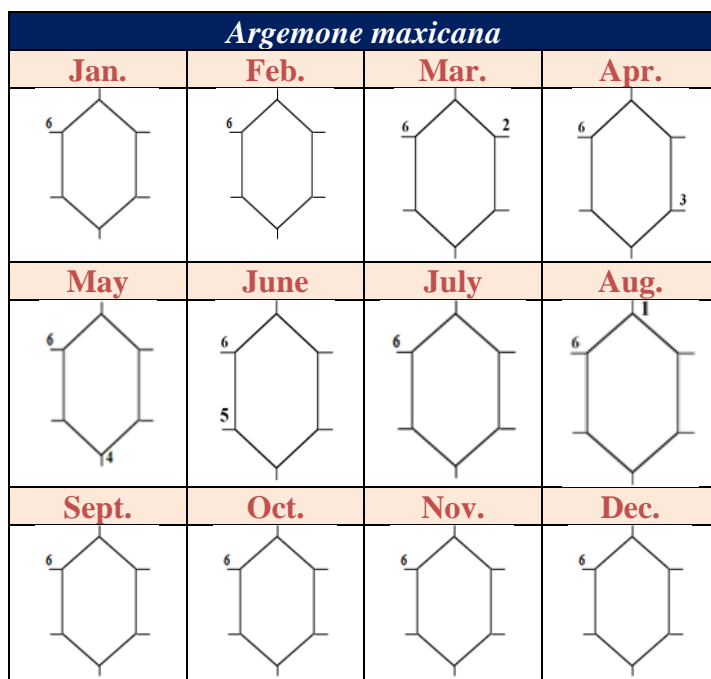 Argemone maxicana
Jan. Feb. Mar. Apr.
6 6 6 2 6
3
May June July Aug.
1
6 6 6 6
5
4
Sept. Oct. Nov. Dec.
6 6 6 6